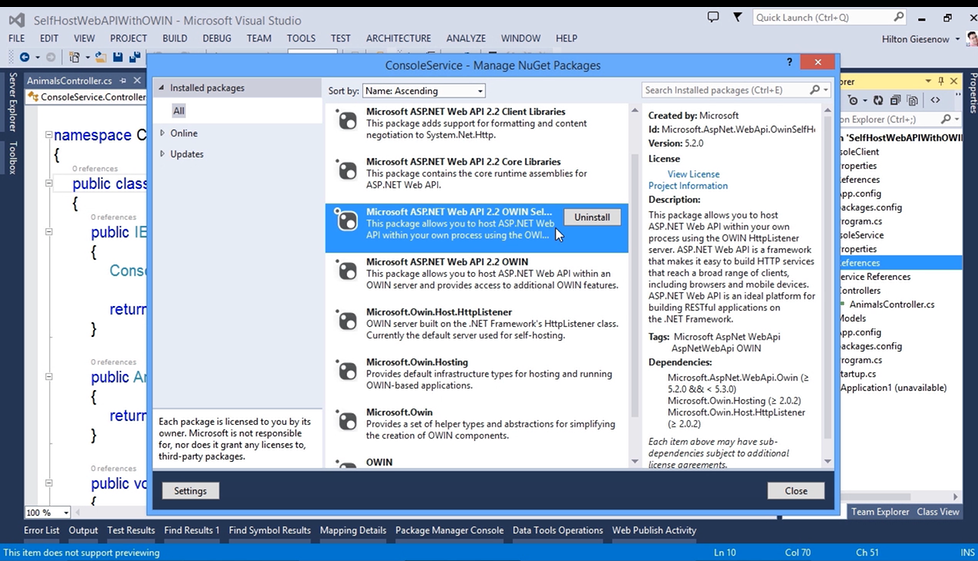 SelfHostWebAPIWithOWIN - Microsoft Visual Studio
Quick Launch (Ctrl+Q)
FILE EDIT VIEW PROJECT BUILD DEBUG TEAM TOOLS TEST ARCHITECTURE ANALYZE WINDOW HELP
Hilton Giesenow
ConsoleService - Manage NuGet Packages
Server Explorer
Toolbox
AnimalsController.cs
ConsoleService.Controller
namespace C
{
0 references
public class
{
0 references
public IE
{
Conso
return
}
0 references
public An
{
return
}
0 references
public vo
{
100 %
Installed packages
All
Online
Updates
Each package is licensed to you by its
owner. Microsoft is not responsible
for, nor does it grant any licenses to,
third-party packages.
Settings
Sort by: Name: Ascending
Microsoft ASP.NET Web API 2.2 Client Libraries
This package adds support for formatting and content
negotiation to System.Net.Http.
Microsoft ASP.NET Web API 2.2 Core Libraries
This package contains the core runtime assemblies for
ASP.NET Web API.
Microsoft ASP.NET Web API 2.2 OWIN Sel...
This package allows you to host ASP.NET Web
API within your own process using the OWI...
Uninstall
Microsoft ASP.NET Web API 2.2 OWIN
This package allows you to host ASP.NET Web API within an
OWIN server and provides access to additional OWIN features.
Microsoft.Owin.Host.HttpListener
OWIN server built on the .NET Framework's HttpListener class.
Currently the default server used for self-hosting.
Microsoft.Owin.Hosting
Provides default infrastructure types for hosting and running
OWIN-based applications.
Microsoft.Owin
Provides a set of helper types and abstractions for simplifying
the creation of OWIN components.
OWIN
Search Installed packages (Ctrl+E)
Created by: Microsoft
Id: Microsoft.AspNet.WebApi.OwinSelfH
Version: 5.2.0
License
View License
Project Information
Description:
This package allows you to host
ASP.NET Web API within your own
process using the OWIN HttpListener
server. ASP.NET Web API is a framework
that makes it easy to build HTTP services
that reach a broad range of clients,
including browsers and mobile devices.
ASP.NET Web API is an ideal platform for
building RESTful applications on
the .NET Framework.
Tags: Microsoft AspNet WebApi
AspNetWebApi OWIN
Dependencies:
Microsoft.AspNet.WebApi.Owin (≥
5.2.0 && < 5.3.0)
Microsoft.Owin.Hosting (≥ 2.0.2)
Microsoft.Owin.Host.HttpListener
(≥ 2.0.2)
Each item above may have sub-
dependencies subject to additional
license agreements.
Close
orer
on Explorer (Ctrl+;)
n 'SelfHostWebAPIWithOWIN
soleClient
roperties
eferences
pp.config
rogram.cs
soleService
roperties
eferences
ervice References
ontrollers
AnimalsController.cs
Models
pp.config
ackages.config
rogram.cs
tartup.cs
Application1 (unavailable)
Team Explorer Class View
Properties
Error List Output Test Results Find Results 1 Find Symbol Results Mapping Details Package Manager Console Data Tools Operations Web Publish Activity
This item does not support previewing
Ln 10 Col 70 Ch 51 INS